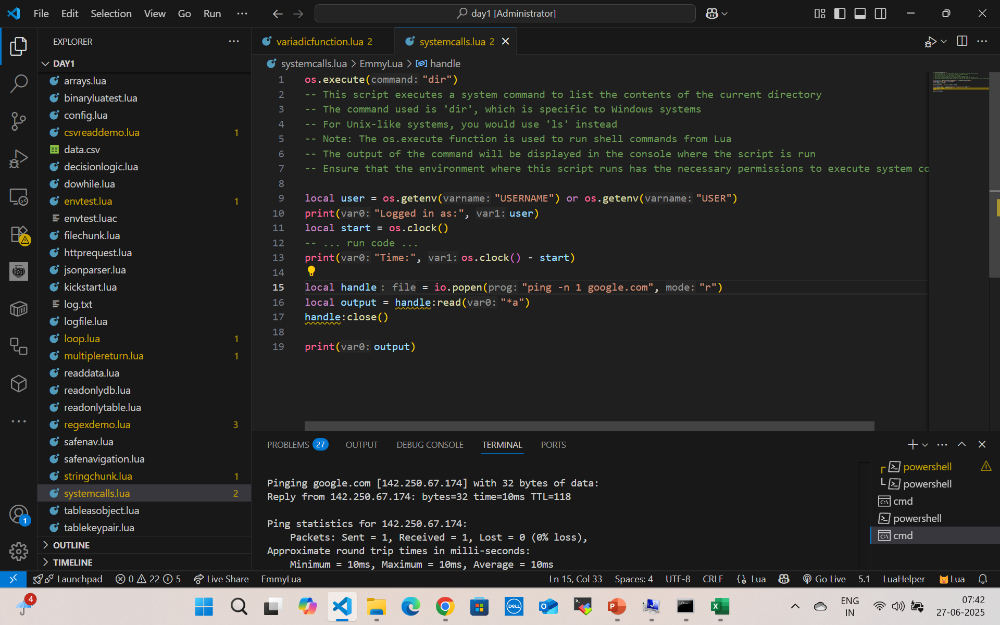 File Edit Selection View Go Run ···
day1 [Administrator]
EXPLORER ···
DAY1
arrays.lua
binaryluatest.lua
config.lua
csvreaddemo.lua 1
data.csv
decisionlogic.lua
dowhile.lua
envtest.lua 1
envtest.luac
filechunk.lua
httprequest.lua
jsonparser.lua
kickstart.lua
log.txt
logfile.lua
loop.lua 1
multiplereturn.lua 1
readdata.lua
readonlydb.lua
readonlytable.lua
regexdemo.lua 3
safenav.lua
safenavigation.lua
stringchunk.lua 1
systemcalls.lua 2
tableasobject.lua
tablekeypair.lua
OUTLINE
TIMELINE
1
variadicfunction.lua 2
systemcalls.lua 2
systemcalls.lua > EmmyLua > handle
1 os.execute(command: "dir")
2 -- This script executes a system command to list the contents of the current directory
3 -- The command used is 'dir', which is specific to Windows systems
4 -- For Unix-like systems, you would use 'ls' instead
5 -- Note: The os.execute function is used to run shell commands from Lua
6 -- The output of the command will be displayed in the console where the script is run
7 -- Ensure that the environment where this script runs has the necessary permissions to execute system co
8
9 local user = os.getenv(varname: "USERNAME") or os.getenv(varname: "USER")
10 print(var0: "Logged in as:", var1: user)
11 local start = os.clock()
12 -- ... run code ...
13 print(var0: "Time:", var1: os.clock() - start)
14
15 local handle : file = io.popen(prog: "ping -n 1 google.com", mode: "r")
16 local output = handle:read(var0: "*a")
17 handle:close()
18
19 print(var0: output)
PROBLEMS 27 OUTPUT DEBUG CONSOLE TERMINAL PORTS
Pinging google.com [142.250.67.174] with 32 bytes of data:
Reply from 142.250.67.174: bytes=32 time=10ms TTL=118
Ping statistics for 142.250.67.174:
Packets: Sent = 1, Received = 1, Lost = 0 (0% loss),
Approximate round trip times in milli-seconds:
Minimum = 10ms, Maximum = 10ms, Average = 10ms
powershell
powershell
cmd
powershell
cmd
Launchpad 0 22 5 Live Share EmmyLua Ln 15, Col 33 Spaces: 4 UTF-8 CRLF Lua Go Live 5.1 LuaHelper Lua
4
DELL
ENG
IN
07:42
27-06-2025